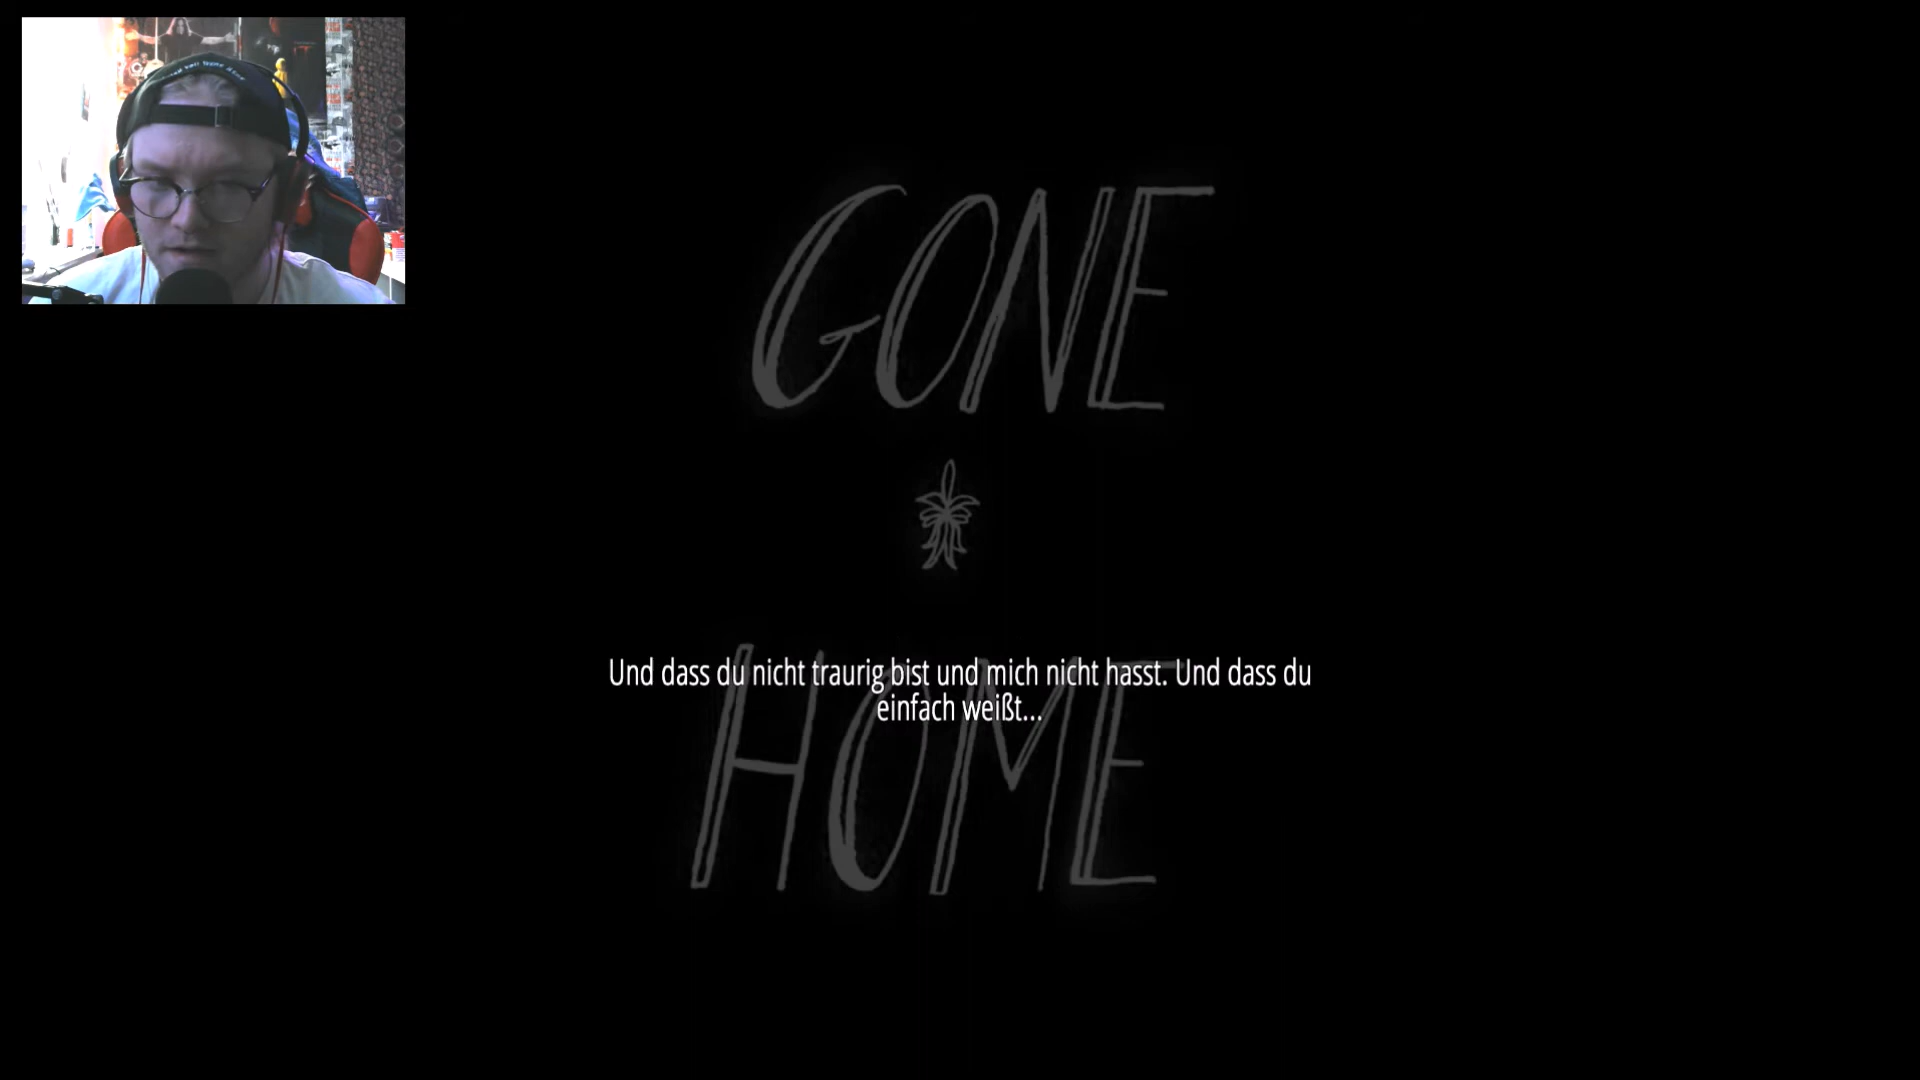 GONE
HOME
Und dass du nicht traurig bist und mich nicht hasst. Und dass du
einfach weißt...